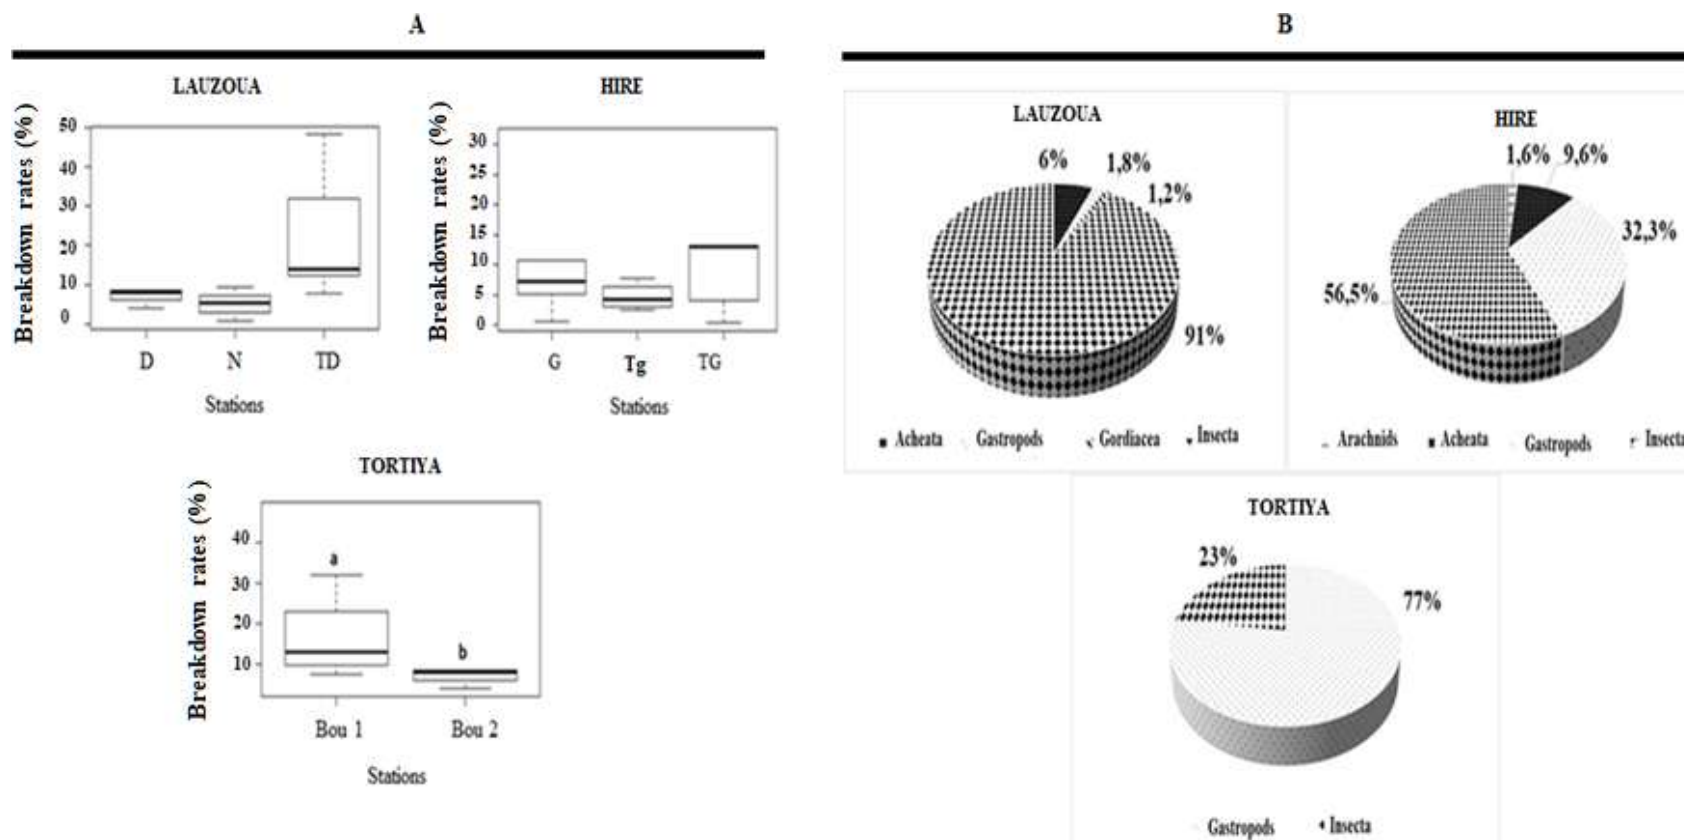 A
LAUZOUA
Breakdown rates (%)
50
40
30
20
10
0
D N TD
Stations
HIRE
Breakdown rates (%)
30
25
20
15
10
5
0
G Tg TG
Stations
TORTIYA
Breakdown rates (%)
40
30
20
10
a
b
Bou 1 Bou 2
Stations
B
LAUZOUA
6% 1,8%
1,2%
91%
Acheata Gastropods Gordiacea Insecta
HIRE
1,6% 9,6%
32,3%
56,5%
Arachnids Acheata Gastropods Insecta
TORTIYA
23%
77%
Gastropods Insecta